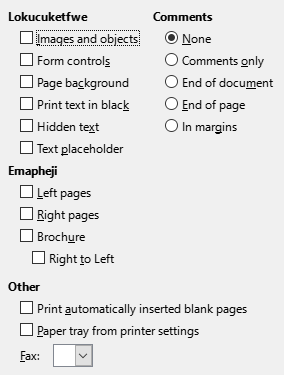 Lokucuketfwe
Images and objects
Form controls
Page background
Print text in black
Hidden text
Text placeholder
Comments
None
Comments only
End of document
End of page
In margins
Emapheji
Left pages
Right pages
Brochure
Right to Left
Other
Print automatically inserted blank pages
Paper tray from printer settings
Fax: